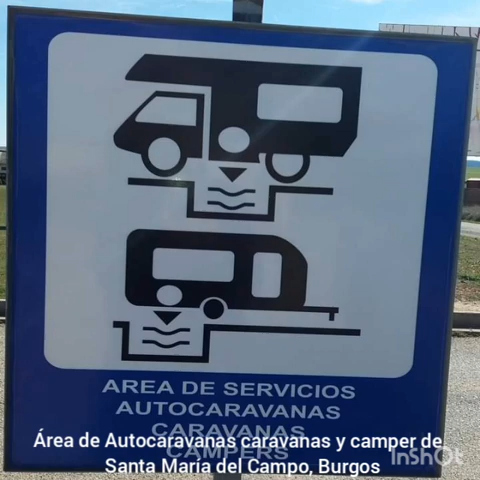 AREA DE SERVICIOS
AUTOCARAVANAS
CARAVANAS
CAMPERS
Área de Autocaravanas caravanas y camper de
Santa María del Campo, Burgos
InShOt